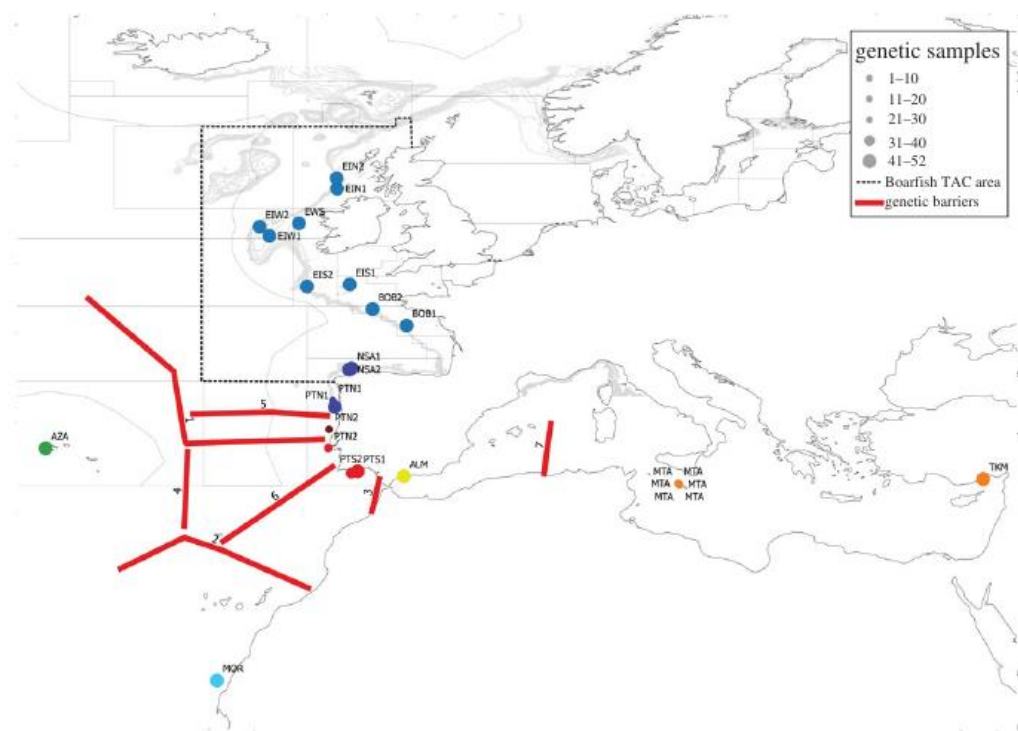 genetic samples
1–10
11–20
21–30
31–40
41–52
Boarfish TAC area
genetic barriers
EIN2
EIN1
EIW2
EWS
EIW1
EIS2
EIS1
BOB2
BOB1
NSA1
NSA2
PTN1
PTN1
PTN2
PTN2
PTS2
PTS1
AZA
ALM
MTA
MTA
MTA
MTA
MTA
MTA
TKM
MOR
1
5
4
6
2
3
7